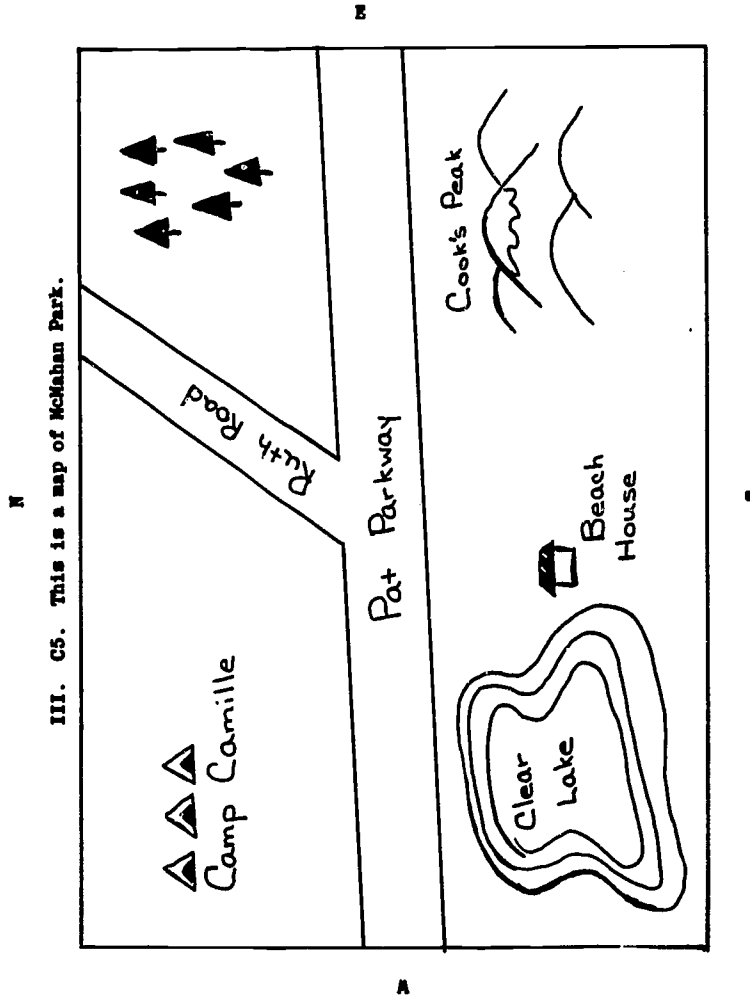 N
III. C5. This is a map of McMahan Park.
Camp Camille
Ruth Road
W
E
Pat Parkway
Cook's Peak
Clear
Lake
Beach
House